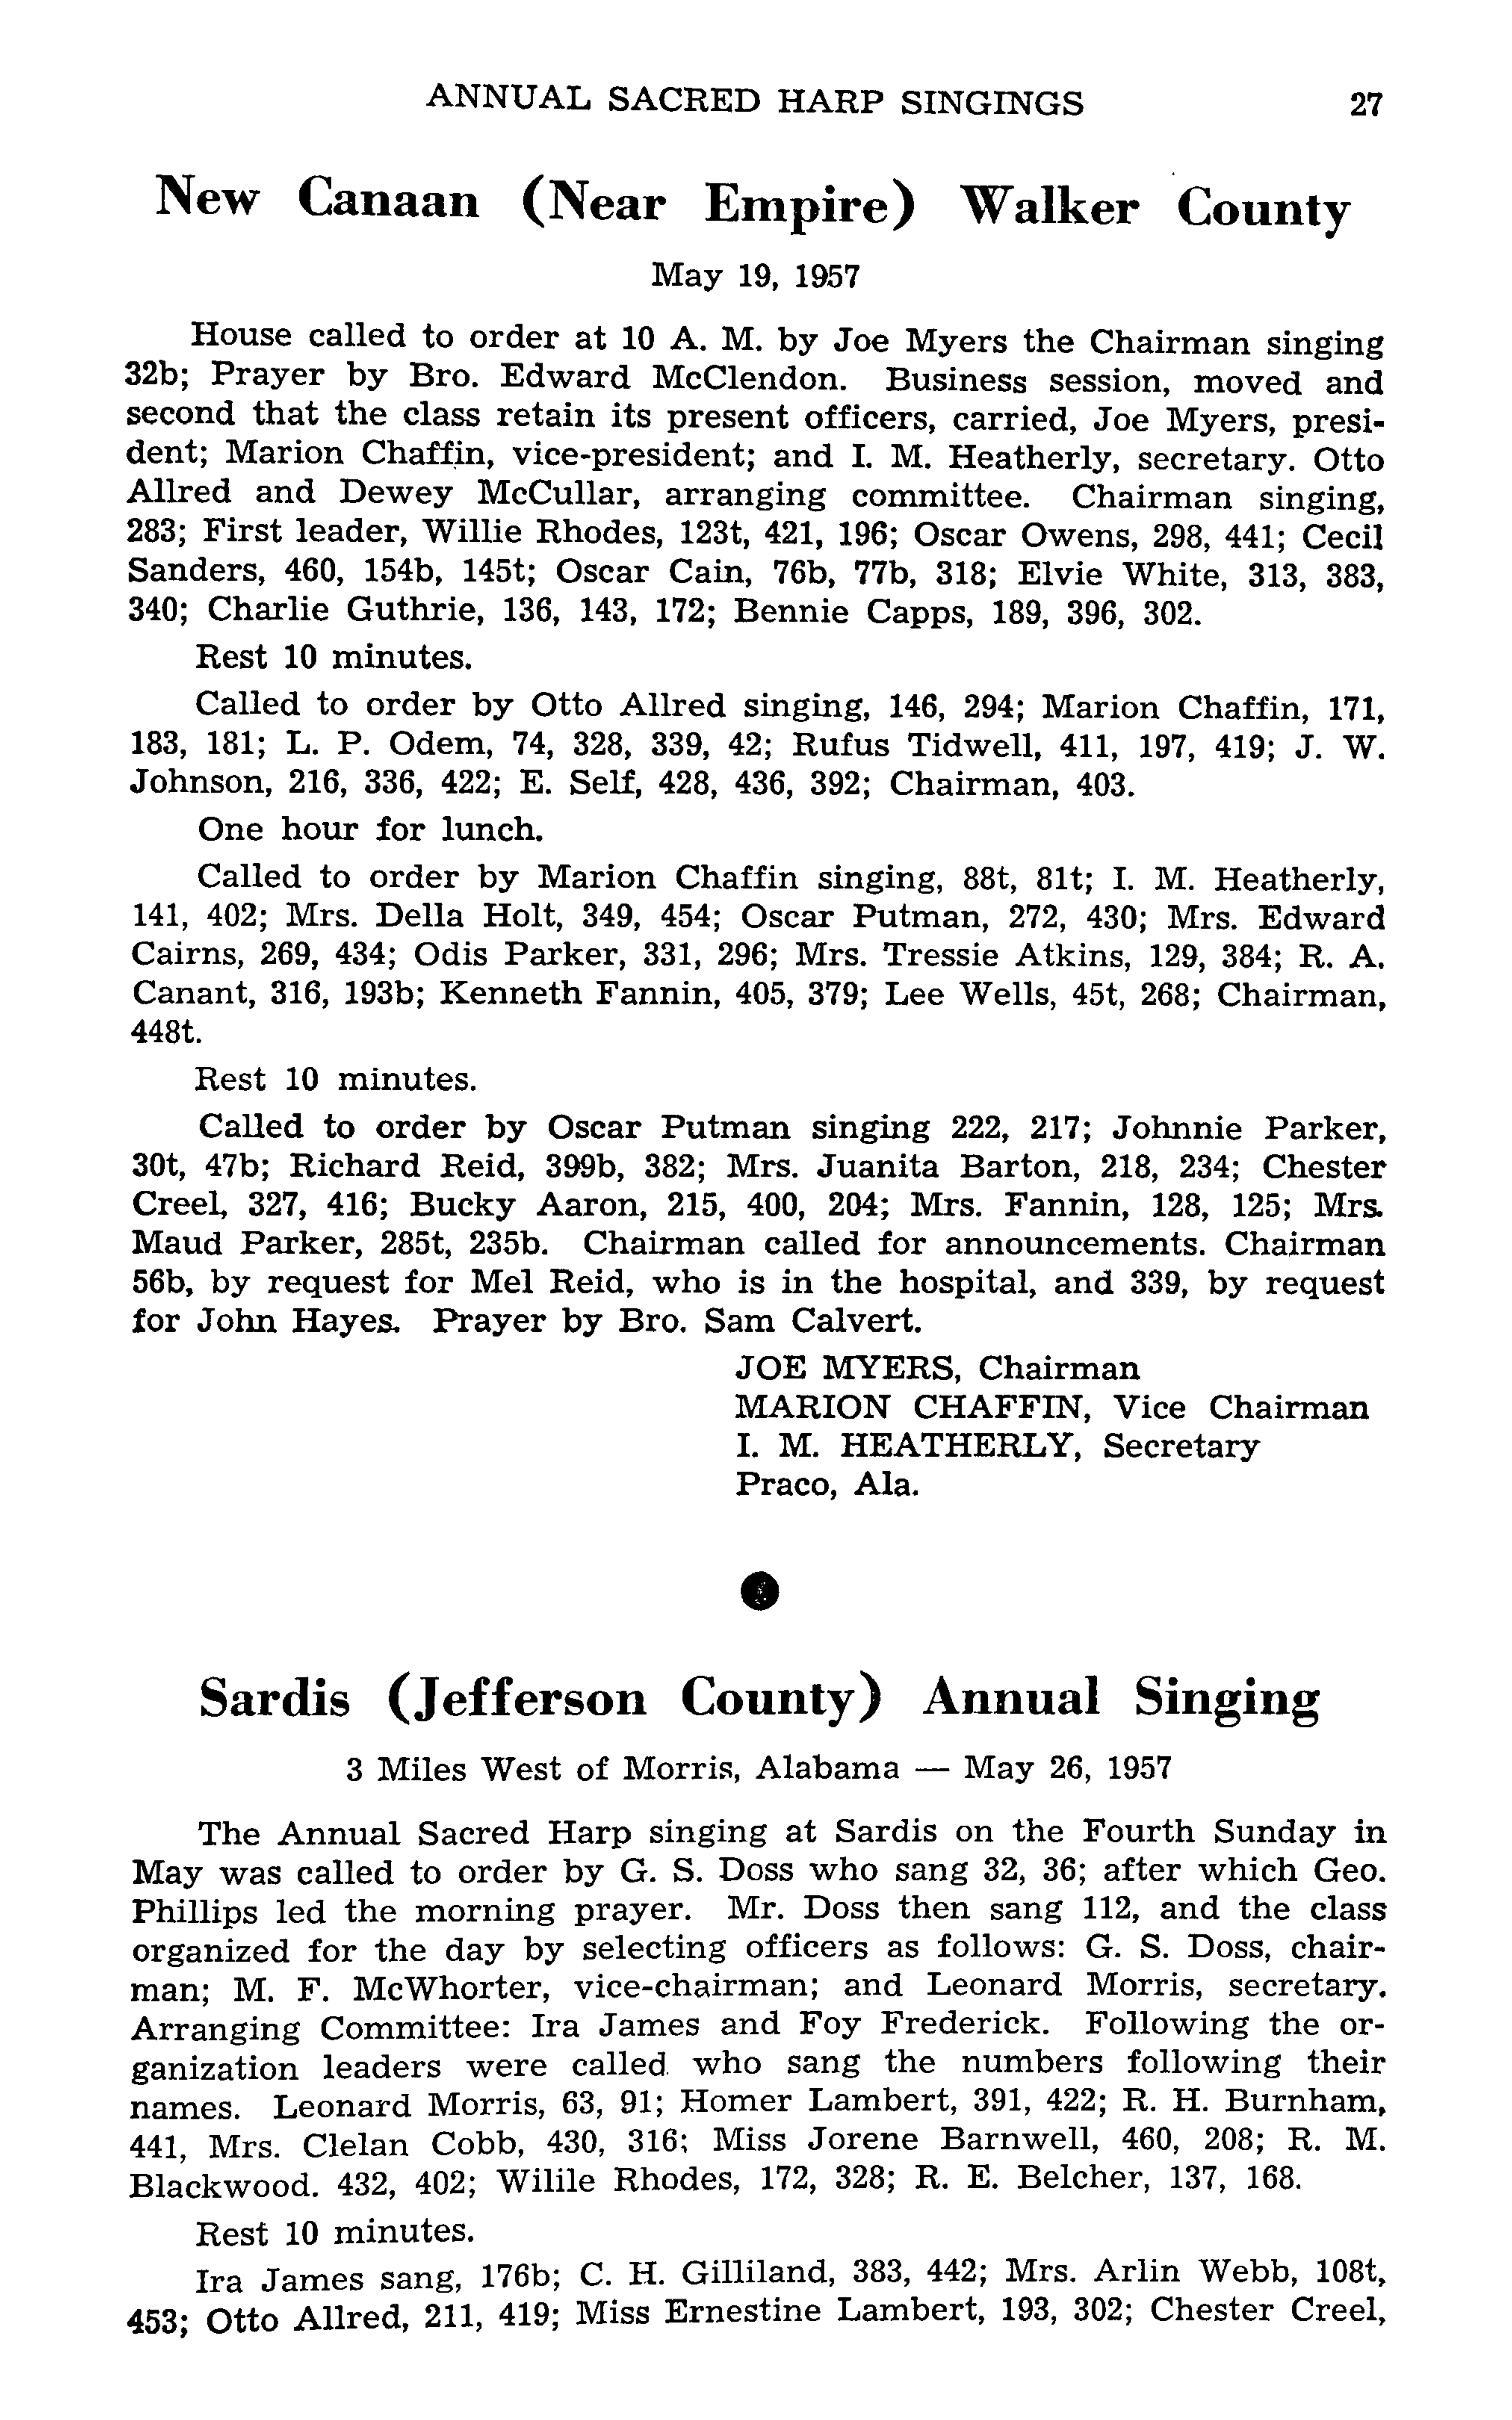 ANNUAL SACRED HARP SINGINGS 27
New Canaan (Near Empire) Walker County
May 19, 1957
House called to order at 10 A. M. by Joe Myers the Chairman singing
32b; Prayer by Bro. Edward McClendon. Business session, moved and
second that the class retain its present officers, carried, Joe Myers, presi-
dent; Marion Chaffin, vice-president; and I. M. Heatherly, secretary. Otto
Allred and Dewey McCullar, arranging committee. Chairman singing,
283; First leader, Willie Rhodes, 123t, 421, 196; Oscar Owens, 298, 441; Cecil
Sanders, 460, 154b, 145t; Oscar Cain, 76b, 77b, 318; Elvie White, 313, 383,
340; Charlie Guthrie, 136, 143, 172; Bennie Capps, 189, 396, 302.
Rest 10 minutes.
Called to order by Otto Allred singing, 146, 294; Marion Chaffin, 171,
183, 181; L. P. Odem, 74, 328, 339, 42; Rufus Tidwell, 411, 197, 419; J. W.
Johnson, 216, 336, 422; E. Self, 428, 436, 392; Chairman, 403.
One hour for lunch.
Called to order by Marion Chaffin singing, 88t, 81t; I. M. Heatherly,
141, 402; Mrs. Della Holt, 349, 454; Oscar Putman, 272, 430; Mrs. Edward
Cairns, 269, 434; Odis Parker, 331, 296; Mrs. Tressie Atkins, 129, 384; R. A.
Canant, 316, 193b; Kenneth Fannin, 405, 379; Lee Wells, 45t, 268; Chairman,
448t.
Rest 10 minutes.
Called to order by Oscar Putman singing 222, 217; Johnnie Parker,
30t, 47b; Richard Reid, 399b, 382; Mrs. Juanita Barton, 218, 234; Chester
Creel, 327, 416; Bucky Aaron, 215, 400, 204; Mrs. Fannin, 128, 125; Mrs.
Maud Parker, 285t, 235b. Chairman called for announcements. Chairman
56b, by request for Mel Reid, who is in the hospital, and 339, by request
for John Hayes. Prayer by Bro. Sam Calvert.
JOE MYERS, Chairman
MARION CHAFFIN, Vice Chairman
I. M. HEATHERLY, Secretary
Praco, Ala.
Sardis (Jefferson County) Annual Singing
3 Miles West of Morris, Alabama — May 26, 1957
The Annual Sacred Harp singing at Sardis on the Fourth Sunday in
May was called to order by G. S. Doss who sang 32, 36; after which Geo.
Phillips led the morning prayer. Mr. Doss then sang 112, and the class
organized for the day by selecting officers as follows: G. S. Doss, chair-
man; M. F. McWhorter, vice-chairman; and Leonard Morris, secretary.
Arranging Committee: Ira James and Foy Frederick. Following the or-
ganization leaders were called who sang the numbers following their
names. Leonard Morris, 63, 91; Homer Lambert, 391, 422; R. H. Burnham,
441, Mrs. Clelan Cobb, 430, 316; Miss Jorene Barnwell, 460, 208; R. M.
Blackwood. 432, 402; Wilile Rhodes, 172, 328; R. E. Belcher, 137, 168.
Rest 10 minutes.
Ira James sang, 176b; C. H. Gilliland, 383, 442; Mrs. Arlin Webb, 108t,
453; Otto Allred, 211, 419; Miss Ernestine Lambert, 193, 302; Chester Creel,